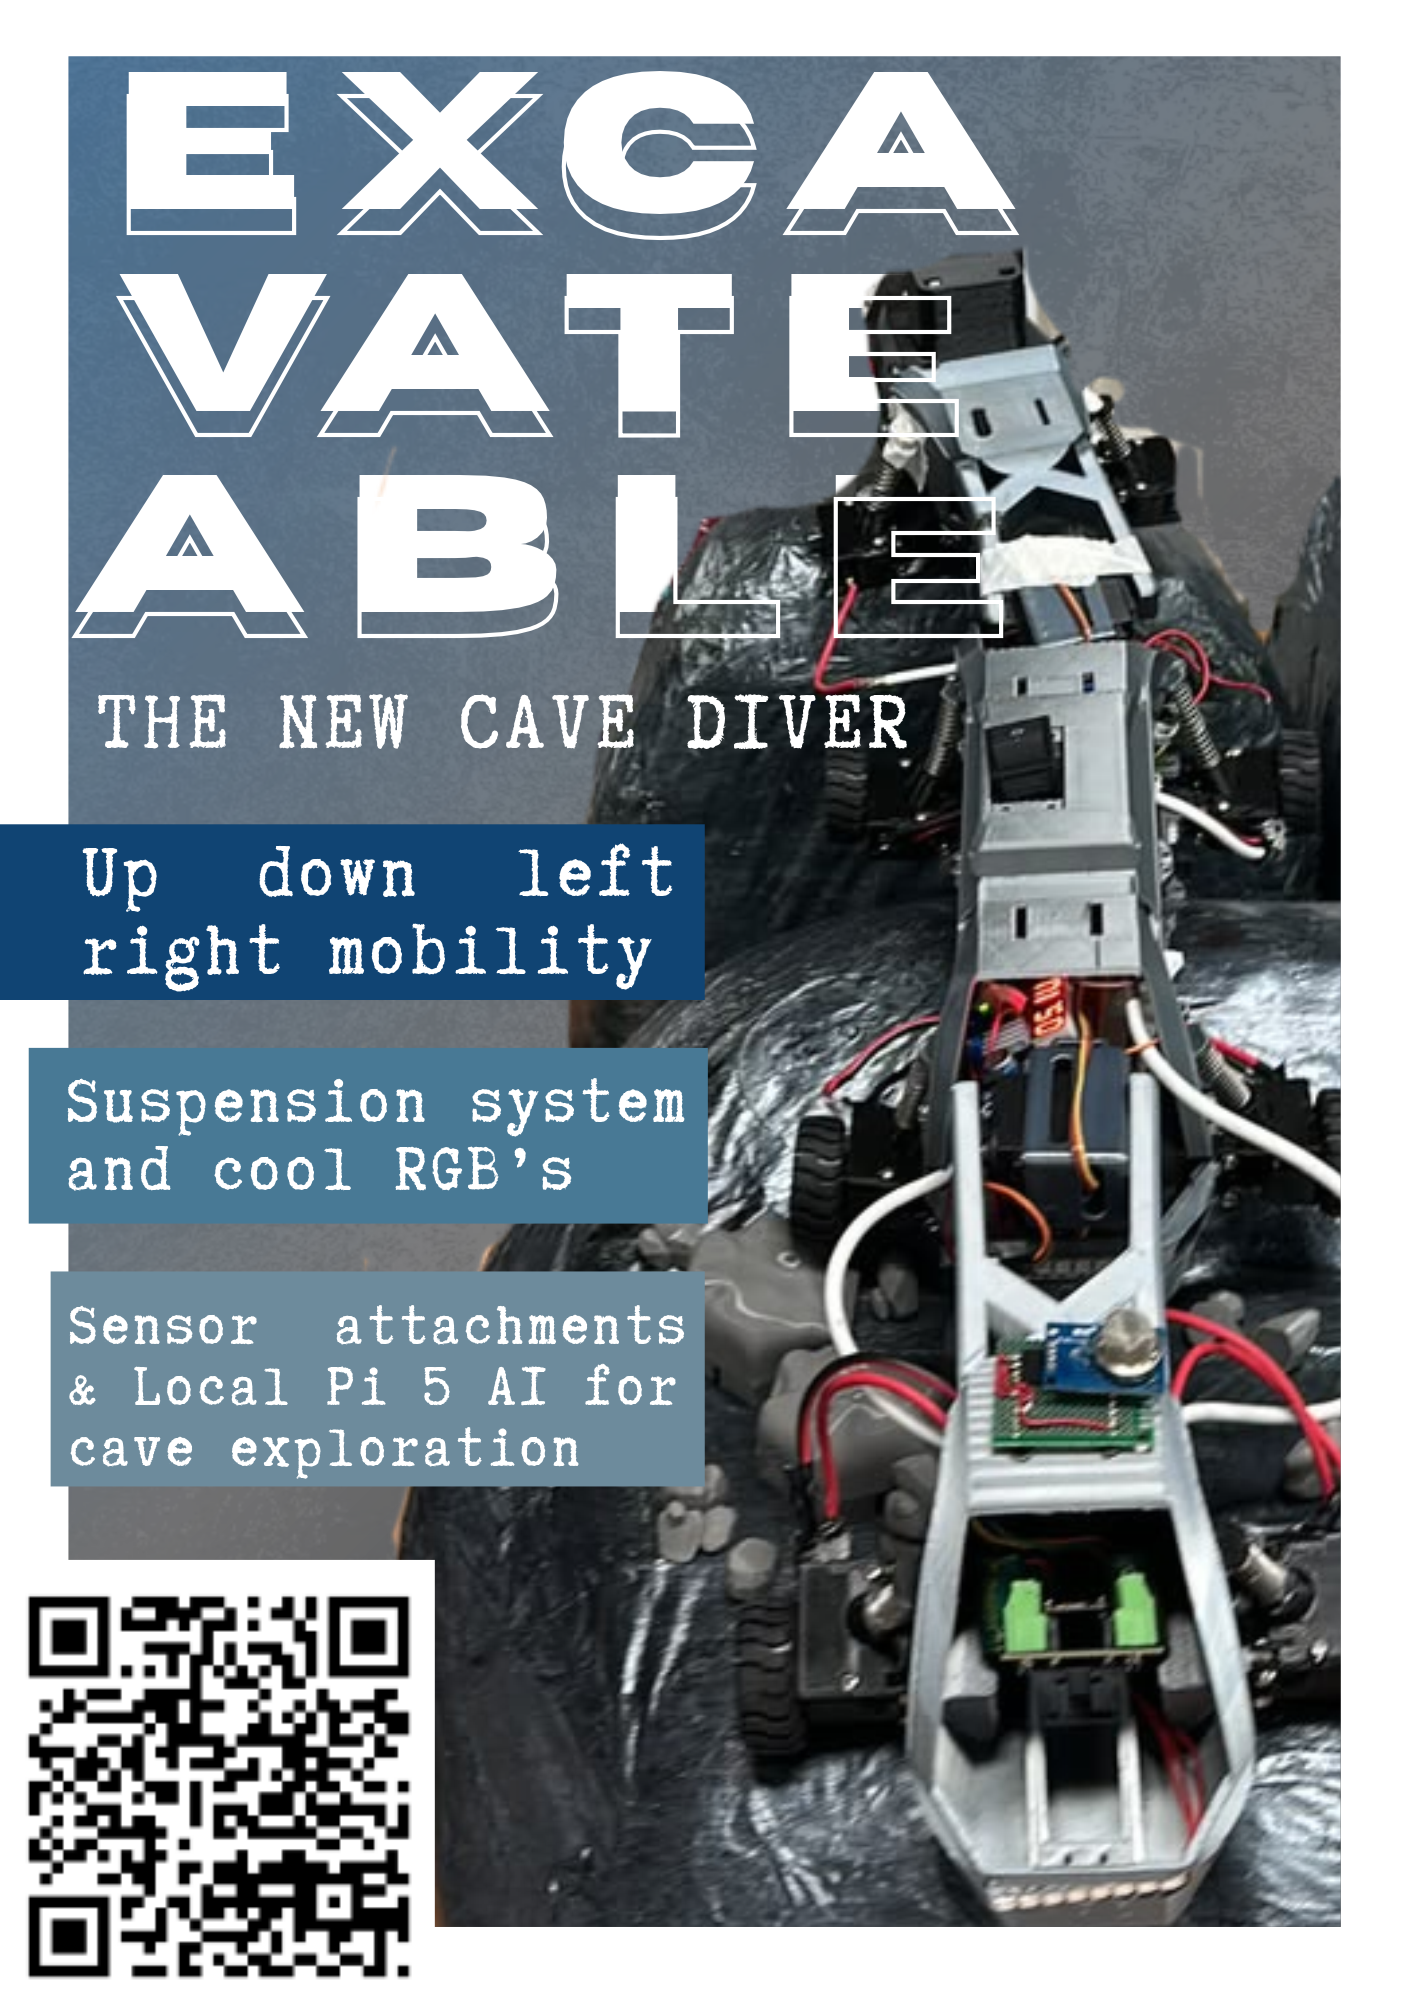 EXCA
VATE
ABLE
THE NEW CAVE DIVER
Up down left
right mobility
Suspension system
and cool RGB's
Sensor attachments
& Local Pi 5 AI for
cave exploration